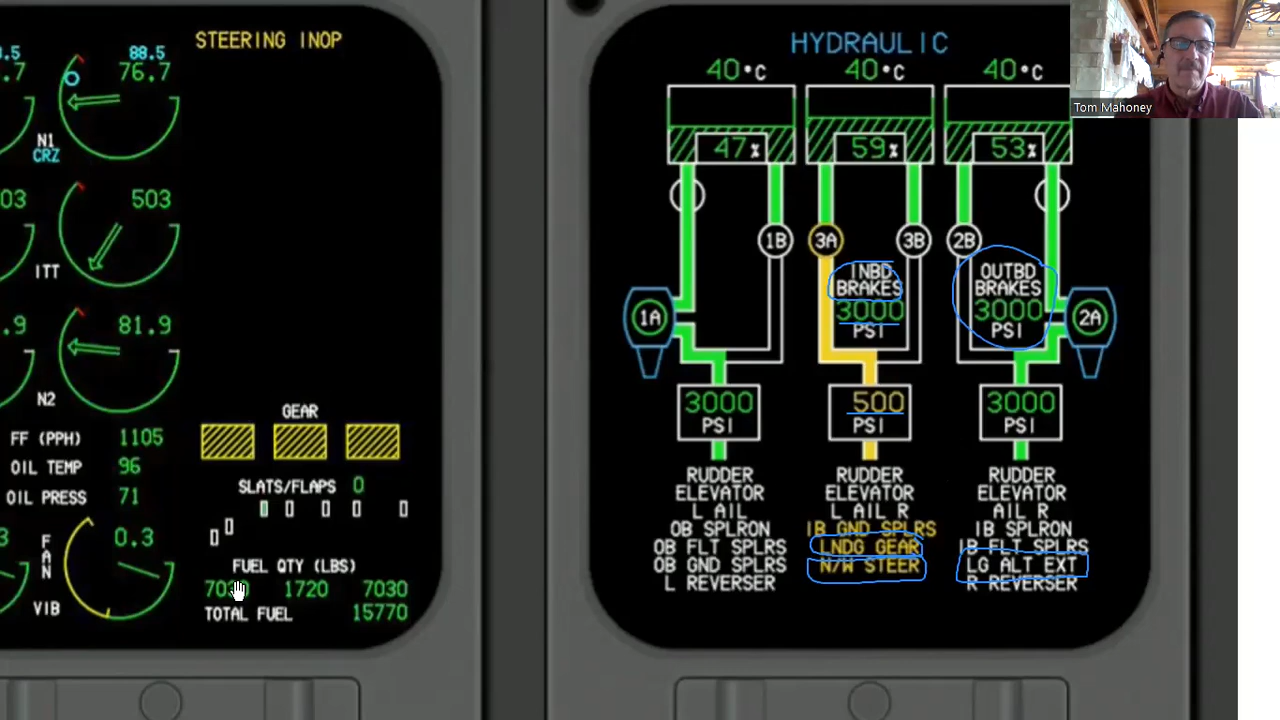 STEERING INOP
88.5
76.7
N1
CRZ
503
ITT
81.9
N2
FF (PPH) 1105
OIL TEMP 96
OIL PRESS 71
FAN
VIB
0.3
GEAR
SLATS/FLAPS 0
FUEL QTY (LBS)
1720 7030
TOTAL FUEL 15770
HYDRAULIC
40°C 40°C 40°C
47% 59% 53%
1B 3A 3B 2B
INBD
BRAKES
3000
PSI
OUTBD
BRAKES
3000
PSI
1A 2A
3000
PSI
500
PSI
3000
PSI
RUDDER
ELEVATOR
L AIL
OB SPLRON
OB FLT SPLRS
OB GND SPLRS
L REVERSER
RUDDER
ELEVATOR
L AIL R
IB GND SPLRS
LNDG GEAR
N/W STEER
RUDDER
ELEVATOR
AIL R
IB SPLRON
IB FLT SPLRS
LG ALT EXT
R REVERSER
Tom Mahoney